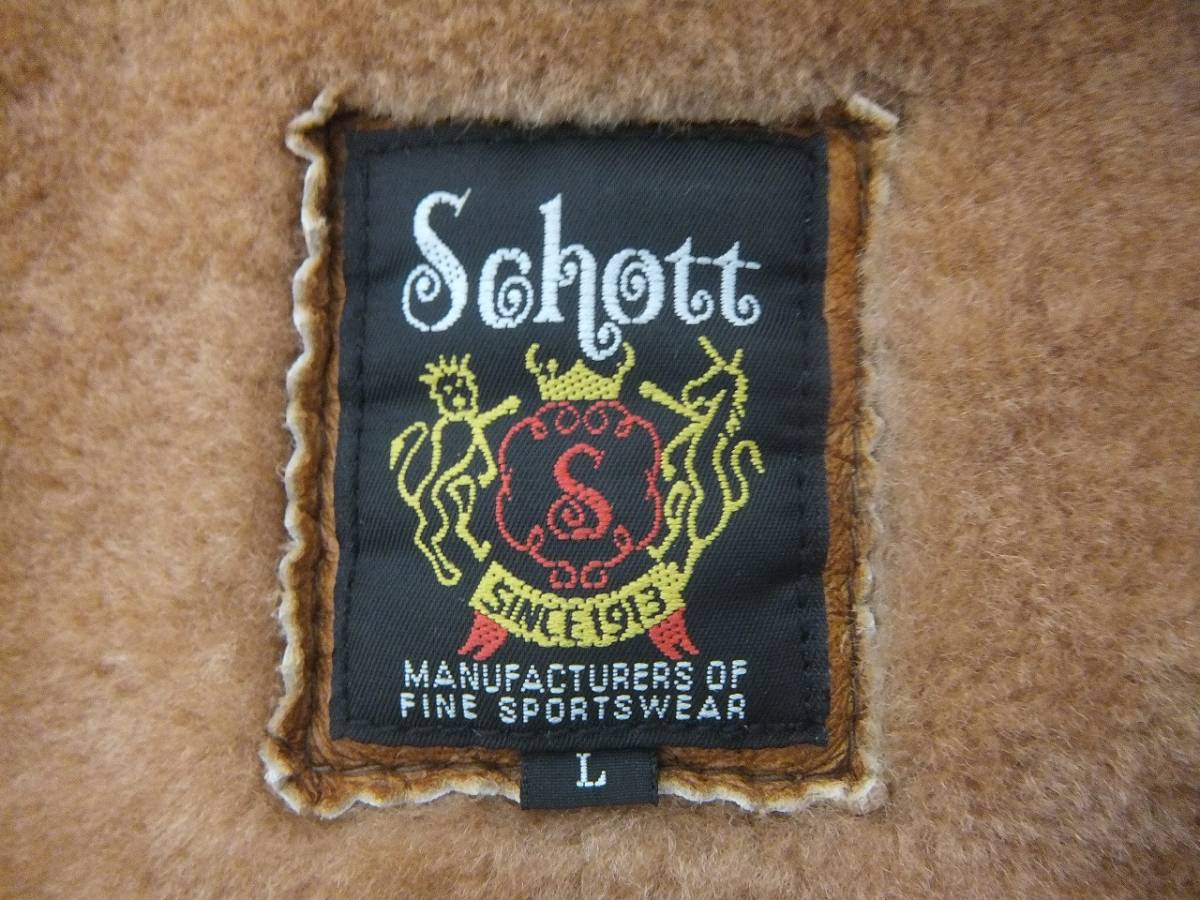 Schott
S
SINCE 1913
MANUFACTURERS OF
FINE SPORTSWEAR
L